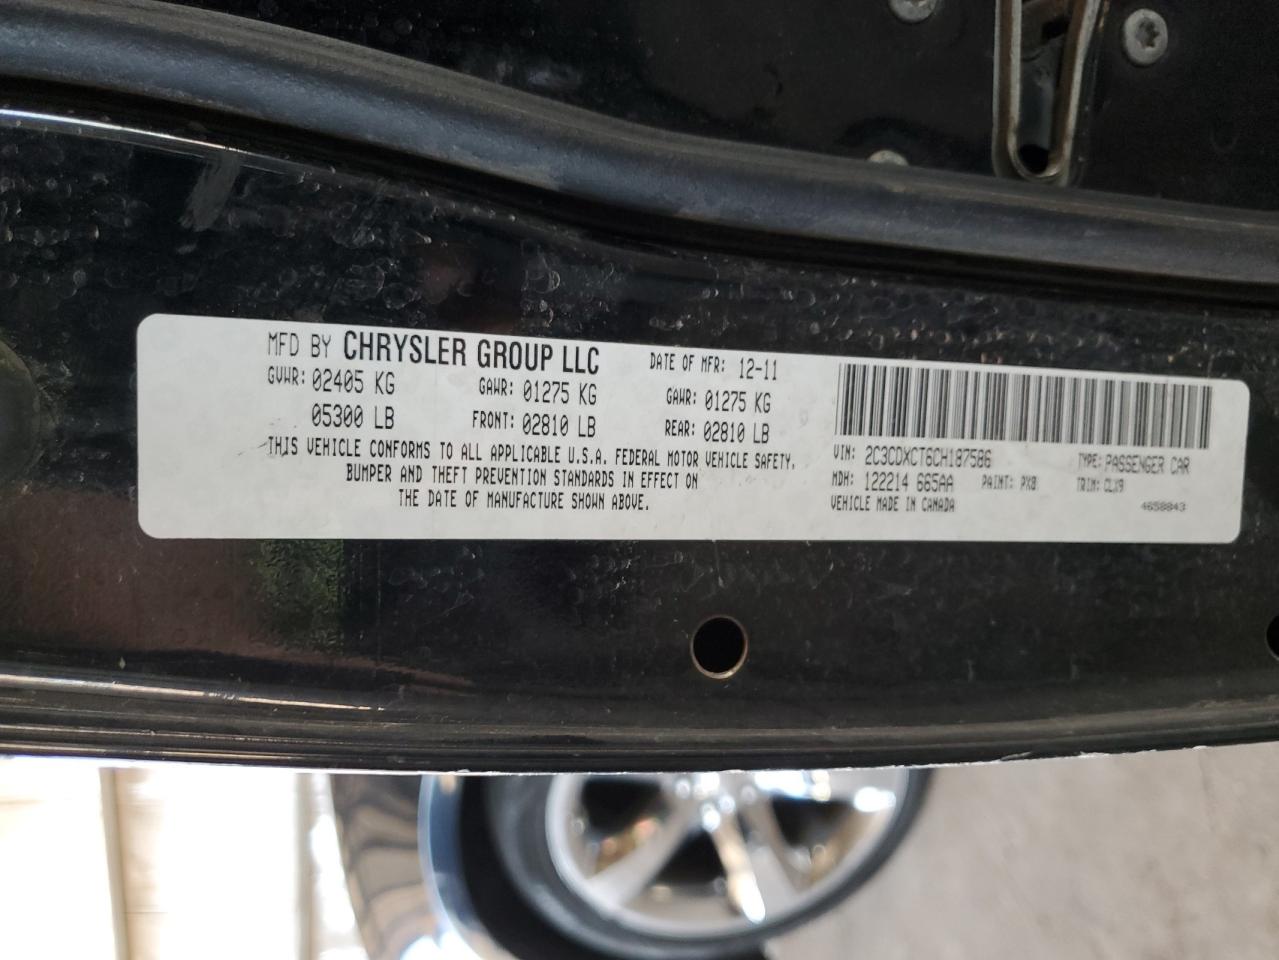 MFD BY CHRYSLER GROUP LLC DATE OF MFR: 12-11
GVWR: 02405 KG GAWR: 01275 KG GAWR: 01275 KG
05300 LB FRONT: 02810 LB REAR: 02810 LB
THIS VEHICLE CONFORMS TO ALL APPLICABLE U.S.A. FEDERAL MOTOR VEHICLE SAFETY,
BUMPER AND THEFT PREVENTION STANDARDS IN EFFECT ON
THE DATE OF MANUFACTURE SHOWN ABOVE.
VIN: 2C3CDXCT6CH187586 TYPE: PASSENGER CAR
MDH: 122214 665AA PAINT: PX8 TRIM: CLX9
VEHICLE MADE IN CANADA 4658843